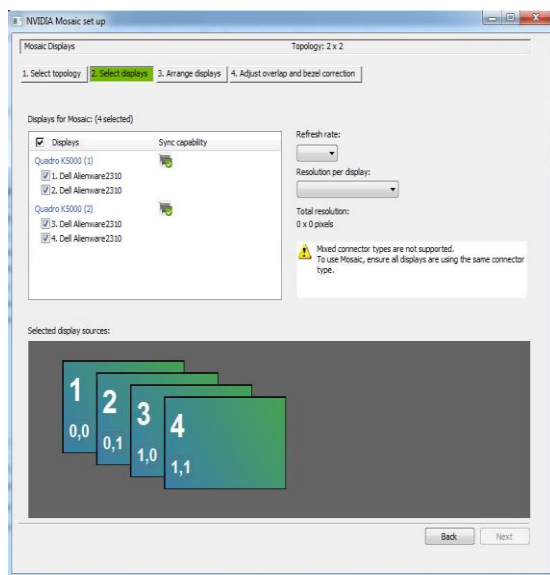 NVIDIA Mosaic set up
Mosaic Displays
Topology: 2 x 2
1. Select topology
2. Select displays
3. Arrange displays
4. Adjust overlap and bezel correction
Displays for Mosaic: (4 selected)
Displays
Sync capability
Quadro K5000 (1)
1. Dell Alienware2310
2. Dell Alienware2310
Quadro K5000 (2)
3. Dell Alienware2310
4. Dell Alienware2310
Refresh rate:
Resolution per display:
Total resolution:
0 x 0 pixels
Mixed connector types are not supported.
To use Mosaic, ensure all displays are using the same connector
type.
Selected display sources:
1
0,0
2
0,1
3
1,0
4
1,1
Back
Next